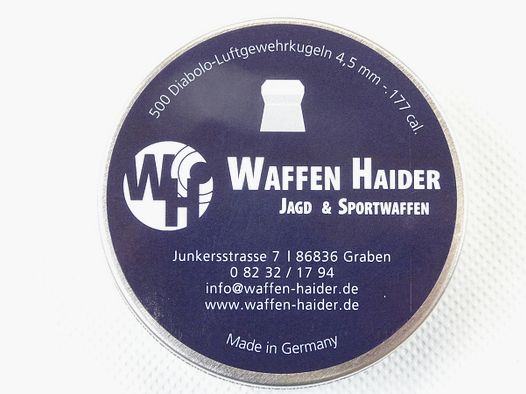 500 Diabolo-Luftgewehrkugeln 4,5 mm -.177 cal.
WH
WAFFEN HAIDER
JAGD & SPORTWAFFEN
Junkersstrasse 7 | 86836 Graben
0 82 32 / 17 94
info@waffen-haider.de
www.waffen-haider.de
Made in Germany